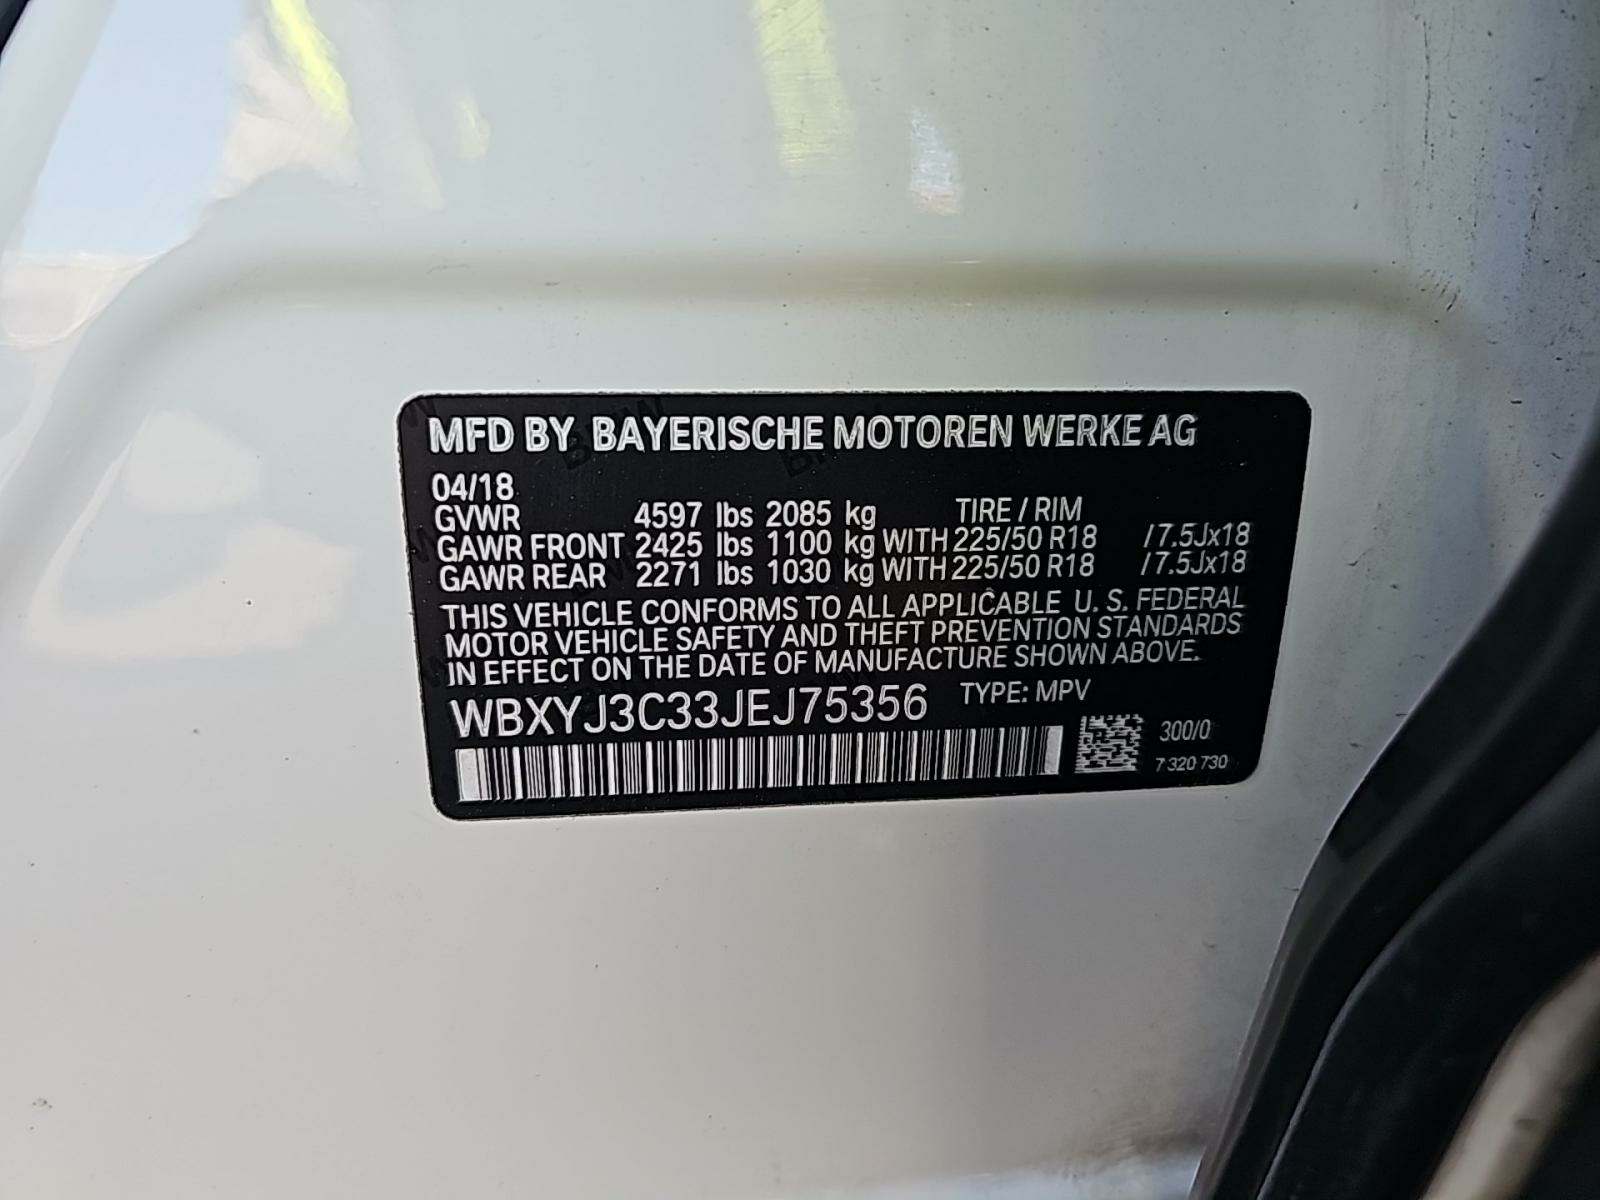 MFD BY BAYERISCHE MOTOREN WERKE AG
04/18
GVWR 4597 lbs 2085 kg TIRE / RIM
GAWR FRONT 2425 lbs 1100 kg WITH 225/50 R18 / 7.5Jx18
GAWR REAR 2271 lbs 1030 kg WITH 225/50 R18 / 7.5Jx18
THIS VEHICLE CONFORMS TO ALL APPLICABLE U. S. FEDERAL
MOTOR VEHICLE SAFETY AND THEFT PREVENTION STANDARDS
IN EFFECT ON THE DATE OF MANUFACTURE SHOWN ABOVE.
WBXYJ3C33JEJ75356 TYPE: MPV
300/0
7 320 730